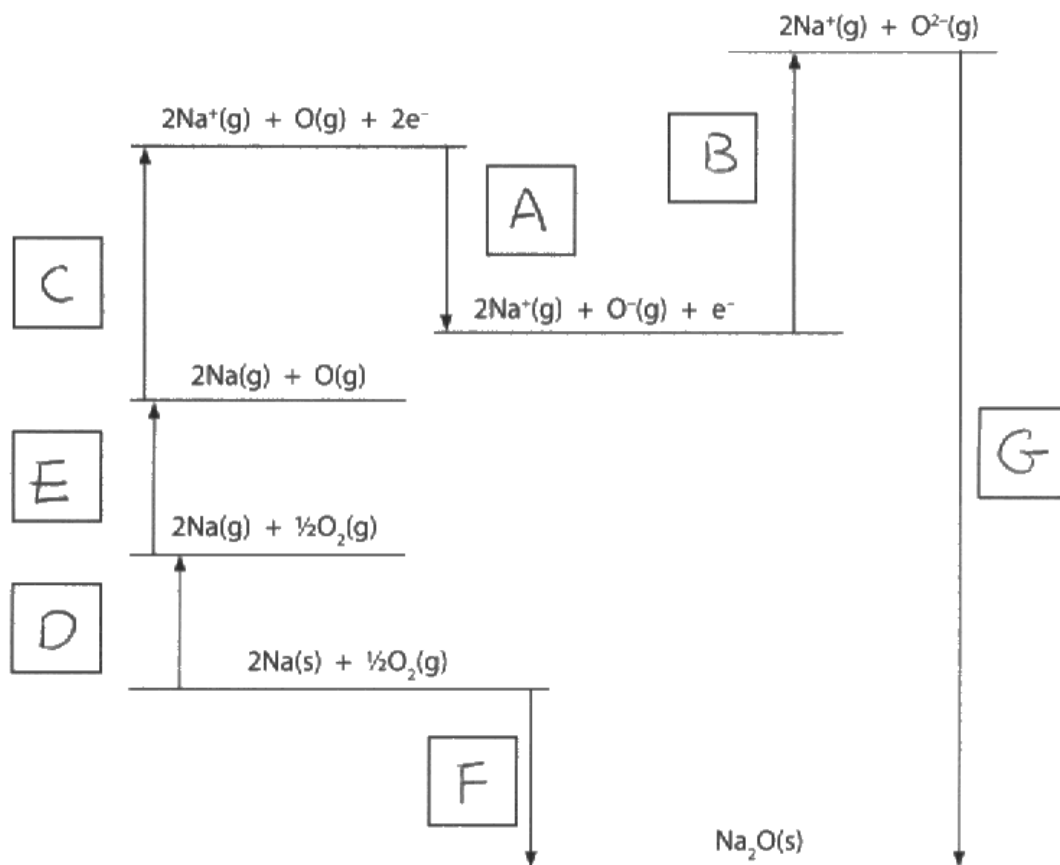 2Na⁺(g) + O²⁻(g)
2Na⁺(g) + O(g) + 2e⁻
B
A
C
2Na⁺(g) + O⁻(g) + e⁻
2Na(g) + O(g)
G
E
2Na(g) + ½O₂(g)
D
2Na(s) + ½O₂(g)
F
Na₂O(s)